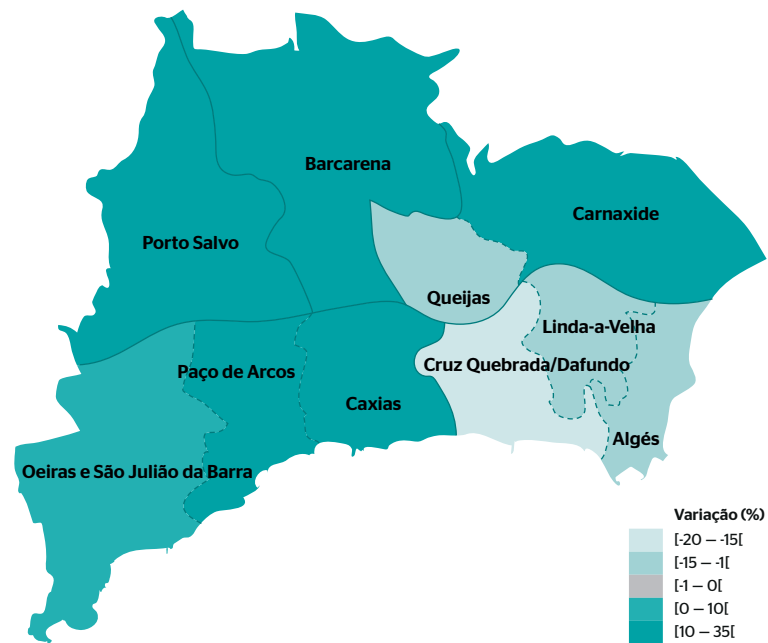 Barcarena
Carnaxide
Porto Salvo
Queijas
Linda-a-Velha
Cruz Quebrada/Dafundo
Paço de Arcos
Caxias
Algés
Oeiras e São Julião da Barra
Variação (%)
[-20 – -15[
[-15 – -1[
[-1 – 0[
[0 – 10[
[10 – 35[